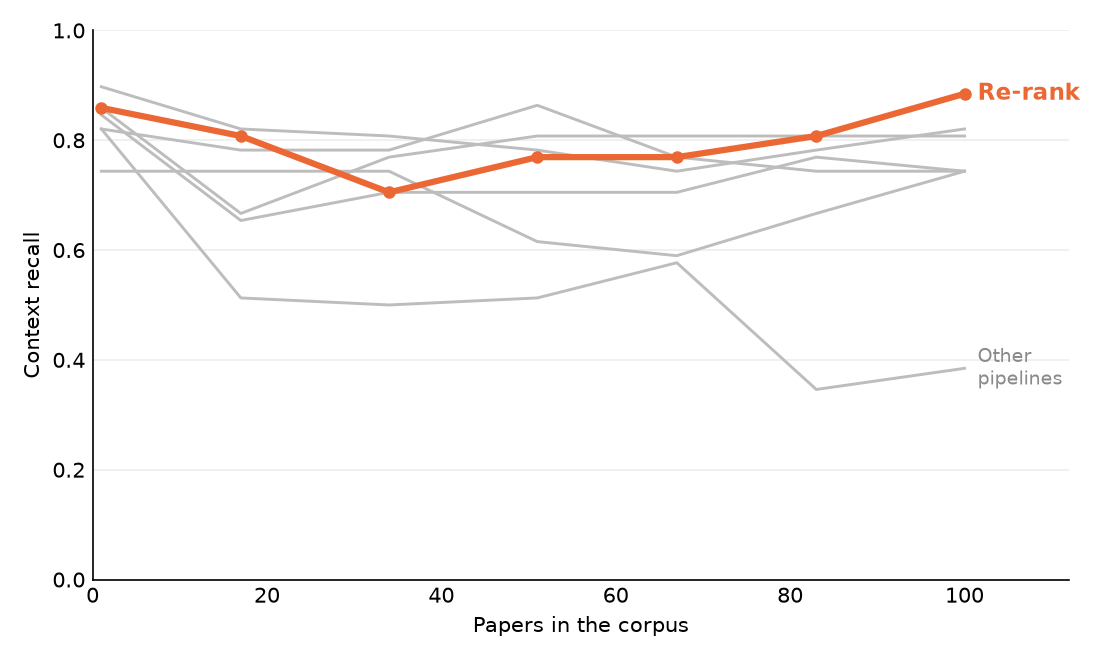 1.0
0.8
0.6
0.4
0.2
0.0
Context recall
Re-rank
Other
pipelines
0 20 40 60 80 100
Papers in the corpus